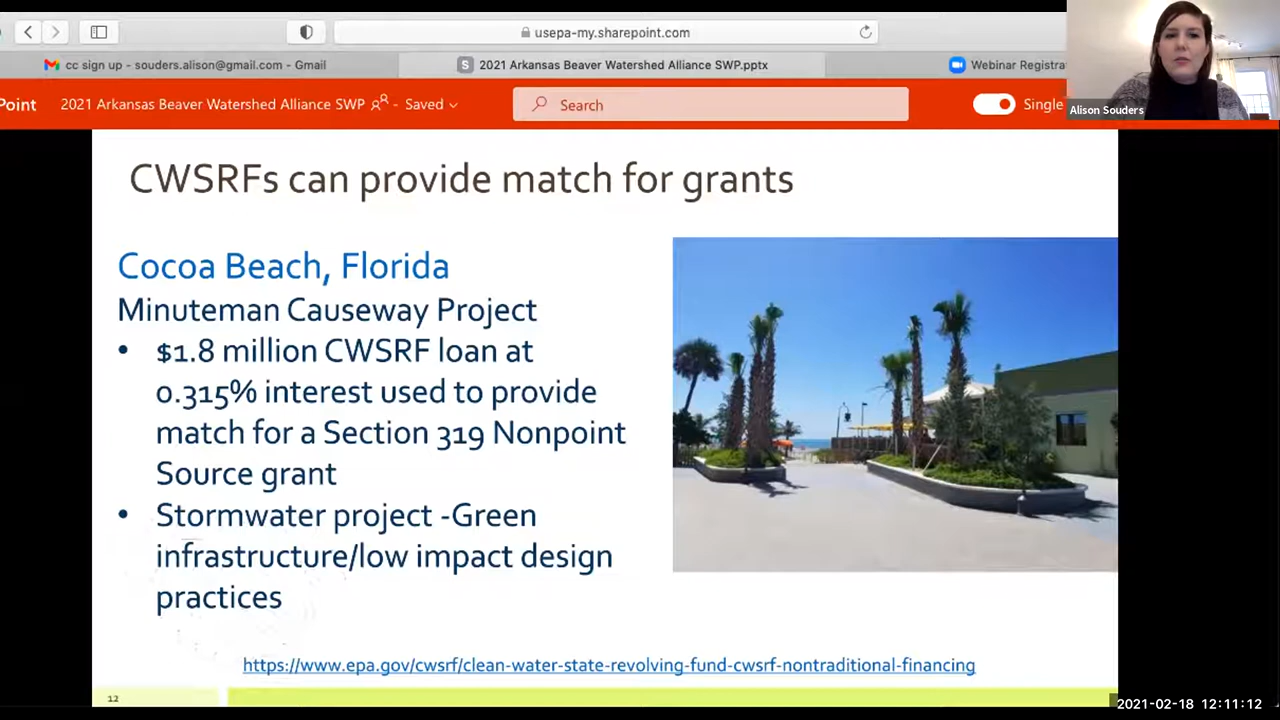 usepa-my.sharepoint.com
cc sign up - souders.alison@gmail.com - Gmail
2021 Arkansas Beaver Watershed Alliance SWP.pptx
Webinar Registra
Point
2021 Arkansas Beaver Watershed Alliance SWP
- Saved
Search
Single
Alison Souders
CWSRFs can provide match for grants
Cocoa Beach, Florida
Minuteman Causeway Project
• $1.8 million CWSRF loan at
0.315% interest used to provide
match for a Section 319 Nonpoint
Source grant
• Stormwater project -Green
infrastructure/low impact design
practices
https://www.epa.gov/cwsrf/clean-water-state-revolving-fund-cwsrf-nontraditional-financing
12
2021-02-18 12:11:12